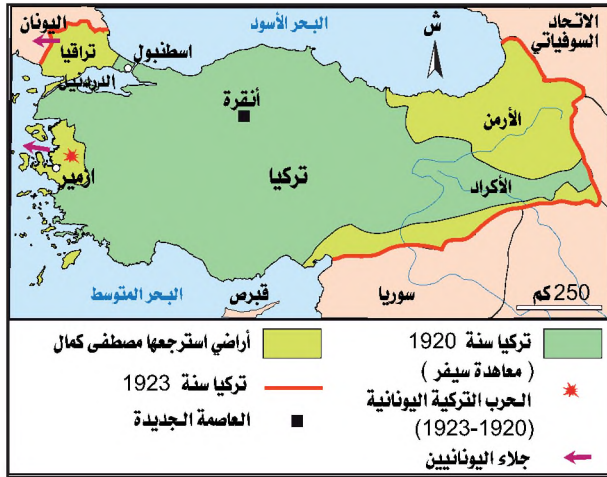 البحر الأسود
الاتحاد
السوفياتي
اليونان
تراقيا
اسطنبول
الدردنيل
ش
أنقرة
الأرمن
ازمير
تركيا
الأكراد
البحر المتوسط
قبرص
سوريا
250 كم
تركيا سنة 1920
( معاهدة سيفر )
الحرب التركية اليونانية
(1920-1923)
جلاء اليونانيين
أراضي استرجعها مصطفى كمال
تركيا سنة 1923
العاصمة الجديدة